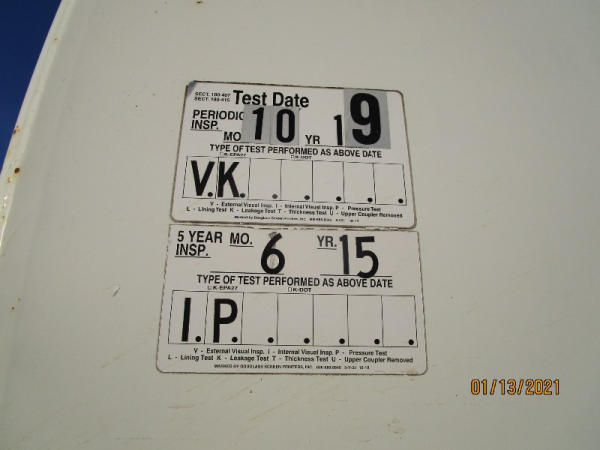 SECT. 180-407
SECT. 180-415
Test Date
PERIODIC
INSP.
MO 10 YR 19
TYPE OF TEST PERFORMED AS ABOVE DATE
□ K-EPA27 □ K-DOT
V. K. . . . . .
V - External Visual Insp. I - Internal Visual Insp. P - Pressure Test
L - Lining Test K - Leakage Test T - Thickness Test U - Upper Coupler Removed
5 YEAR MO. 6 YR. 15
INSP.
TYPE OF TEST PERFORMED AS ABOVE DATE
□ K-EPA27 □ K-DOT
I. P. . . . . .
V - External Visual Insp. I - Internal Visual Insp. P - Pressure Test
L - Lining Test K - Leakage Test T - Thickness Test U - Upper Coupler Removed
01/13/2021